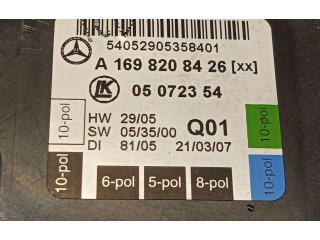 54052905358401
A 169 820 84 26 [xx]
LK 05 0723 54
HW 29/05
SW 05/35/00 Q01
DI 81/05 21/03/07
10-pol
10-pol
10-pol
10-pol
6-pol 5-pol 8-pol